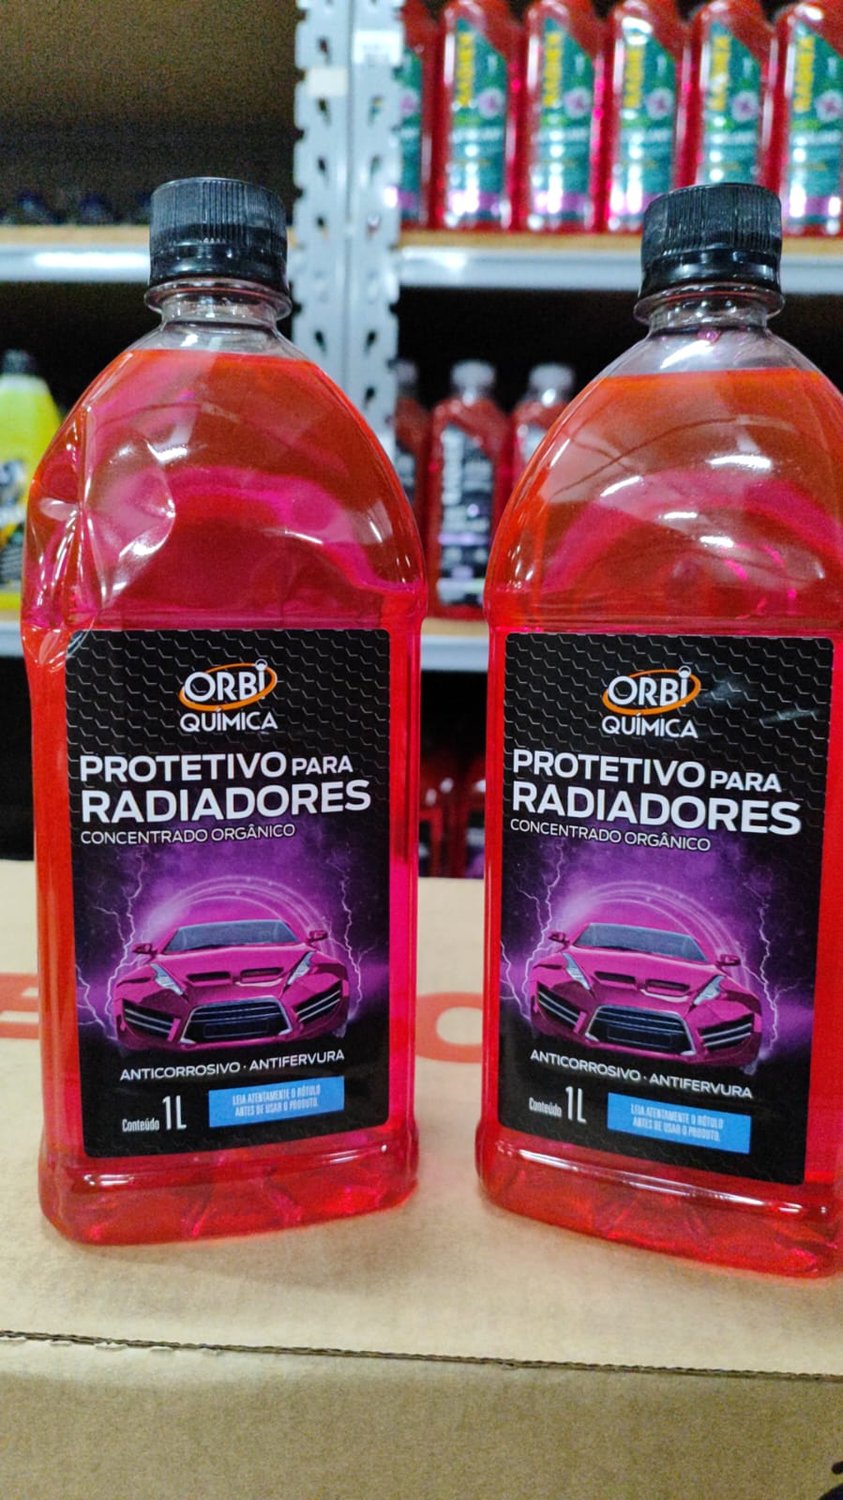 ORBI
QUÍMICA
PROTETIVO PARA
RADIADORES
CONCENTRADO ORGÂNICO
ANTICORROSIVO · ANTIFERVURA
Conteúdo 1L
LEIA ATENTAMENTE O RÓTULO
ANTES DE USAR O PRODUTO.
ORBI
QUÍMICA
PROTETIVO PARA
RADIADORES
CONCENTRADO ORGÂNICO
ANTICORROSIVO · ANTIFERVURA
Conteúdo 1L
LEIA ATENTAMENTE O RÓTULO
ANTES DE USAR O PRODUTO.